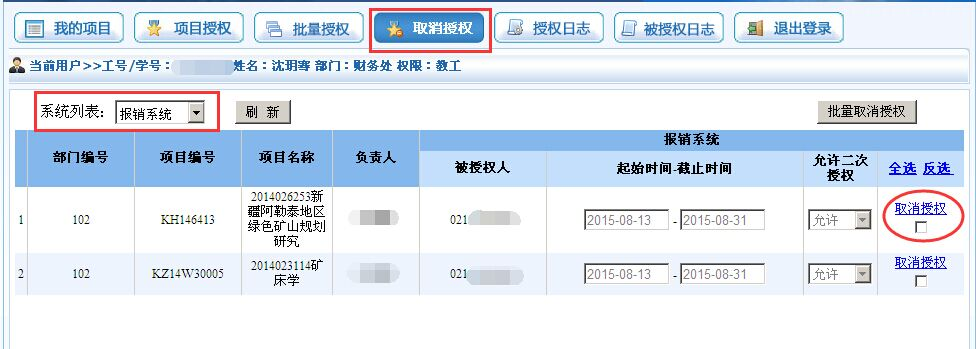 我的项目 项目授权 批量授权 取消授权 授权日志 被授权日志 退出登录
当前用户>>工号/学号： 姓名：沈玥骞 部门：财务处 权限：教工
系统列表： 报销系统 刷 新 批量取消授权
报销系统
部门编号 项目编号 项目名称 负责人 被授权人 起始时间-截止时间 允许二次
授权 全选 反选
1 102 KH146413 2014026253新
疆阿勒泰地区
绿色矿山规划
研究 021 2015-08-13 - 2015-08-31 允许 取消授权
2 102 KZ14W30005 2014023114矿
床学 021 2015-08-13 - 2015-08-31 允许 取消授权